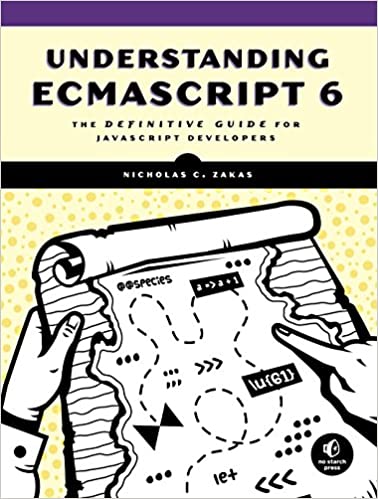 UNDERSTANDING
ECMASCRIPT 6
THE DEFINITIVE GUIDE FOR
JAVASCRIPT DEVELOPERS
NICHOLAS C. ZAKAS
@@species
a=>a+1
>>>
>>>>
\u{61}
>>>
let
no starch
press